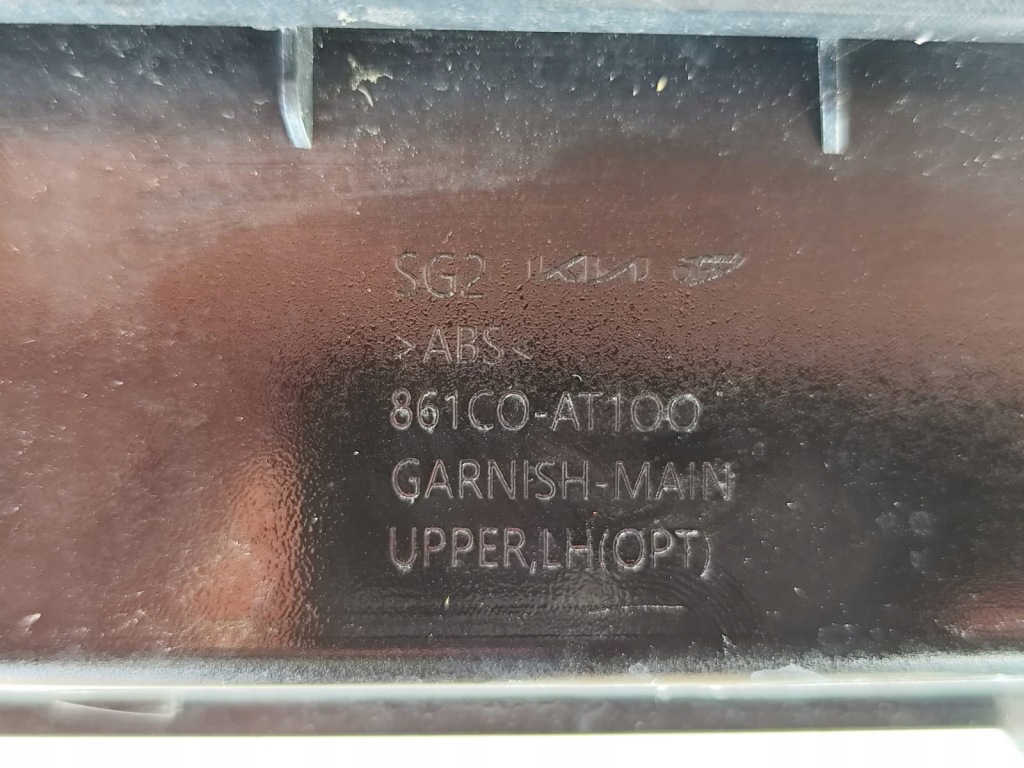 SG2 KIA
>ABS<
861C0-AT100
GARNISH-MAIN
UPPER,LH(OPT)